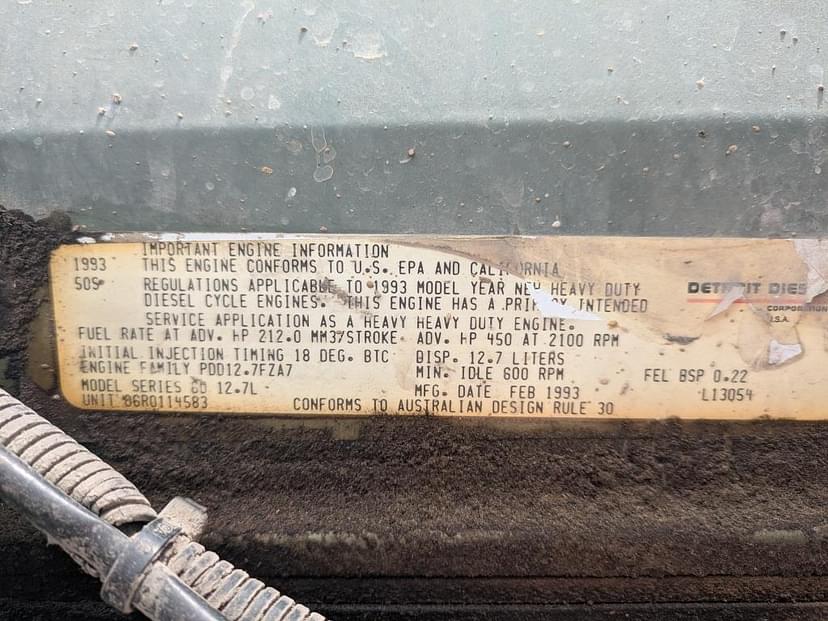 IMPORTANT ENGINE INFORMATION
1993 THIS ENGINE CONFORMS TO U.S. EPA AND CALIFORNIA
50S REGULATIONS APPLICABLE TO 1993 MODEL YEAR NEW HEAVY DUTY
DIESEL CYCLE ENGINES. THIS ENGINE HAS A PRIMARY INTENDED
SERVICE APPLICATION AS A HEAVY HEAVY DUTY ENGINE.
DETROIT DIES
CORPORATION
U.S.A.
FUEL RATE AT ADV. HP 212.0 MM3/STROKE ADV. HP 450 AT 2100 RPM
INITIAL INJECTION TIMING 18 DEG. BTC DISP. 12.7 LITERS
ENGINE FAMILY PDD12.7FZA7 MIN. IDLE 600 RPM FEL BSP 0.22
MODEL SERIES 60 12.7L MFG. DATE FEB 1993 L13054
UNIT 06R0114583 CONFORMS TO AUSTRALIAN DESIGN RULE 30